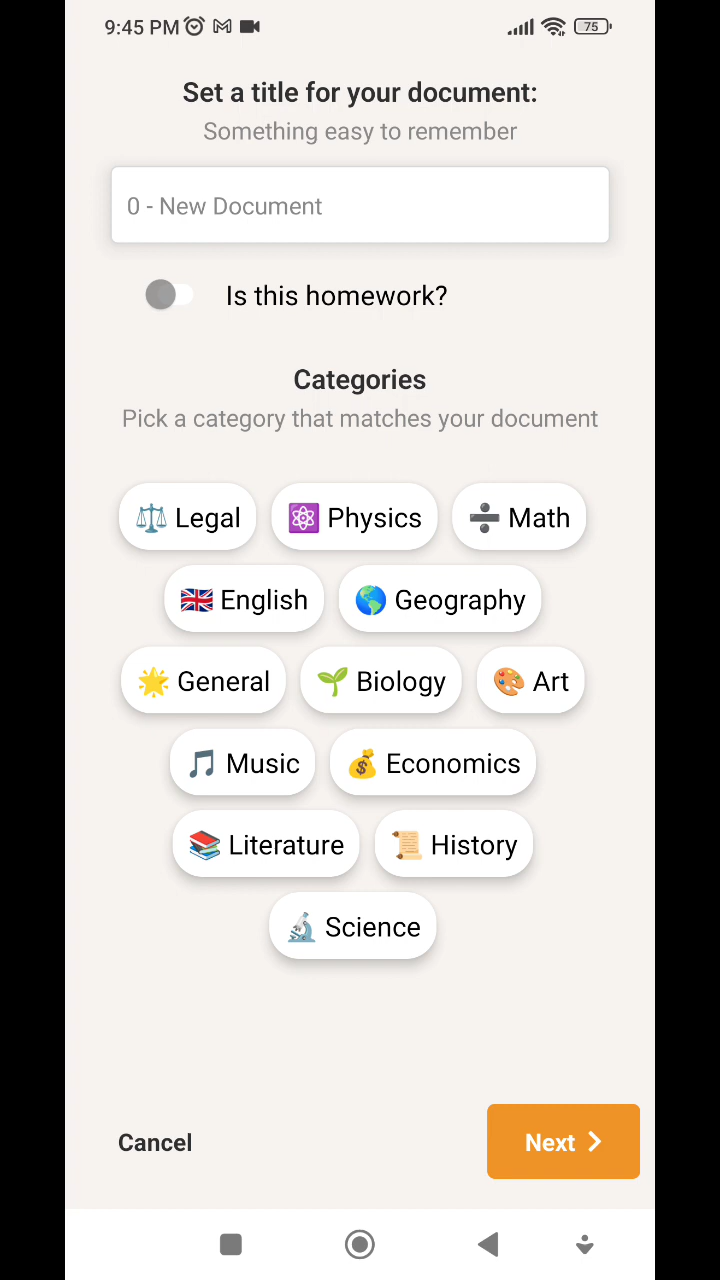 9:45 PM 75
Set a title for your document:
Something easy to remember
0 - New Document
Is this homework?
Categories
Pick a category that matches your document
Legal Physics Math
English Geography
General Biology Art
Music Economics
Literature History
Science
Cancel Next